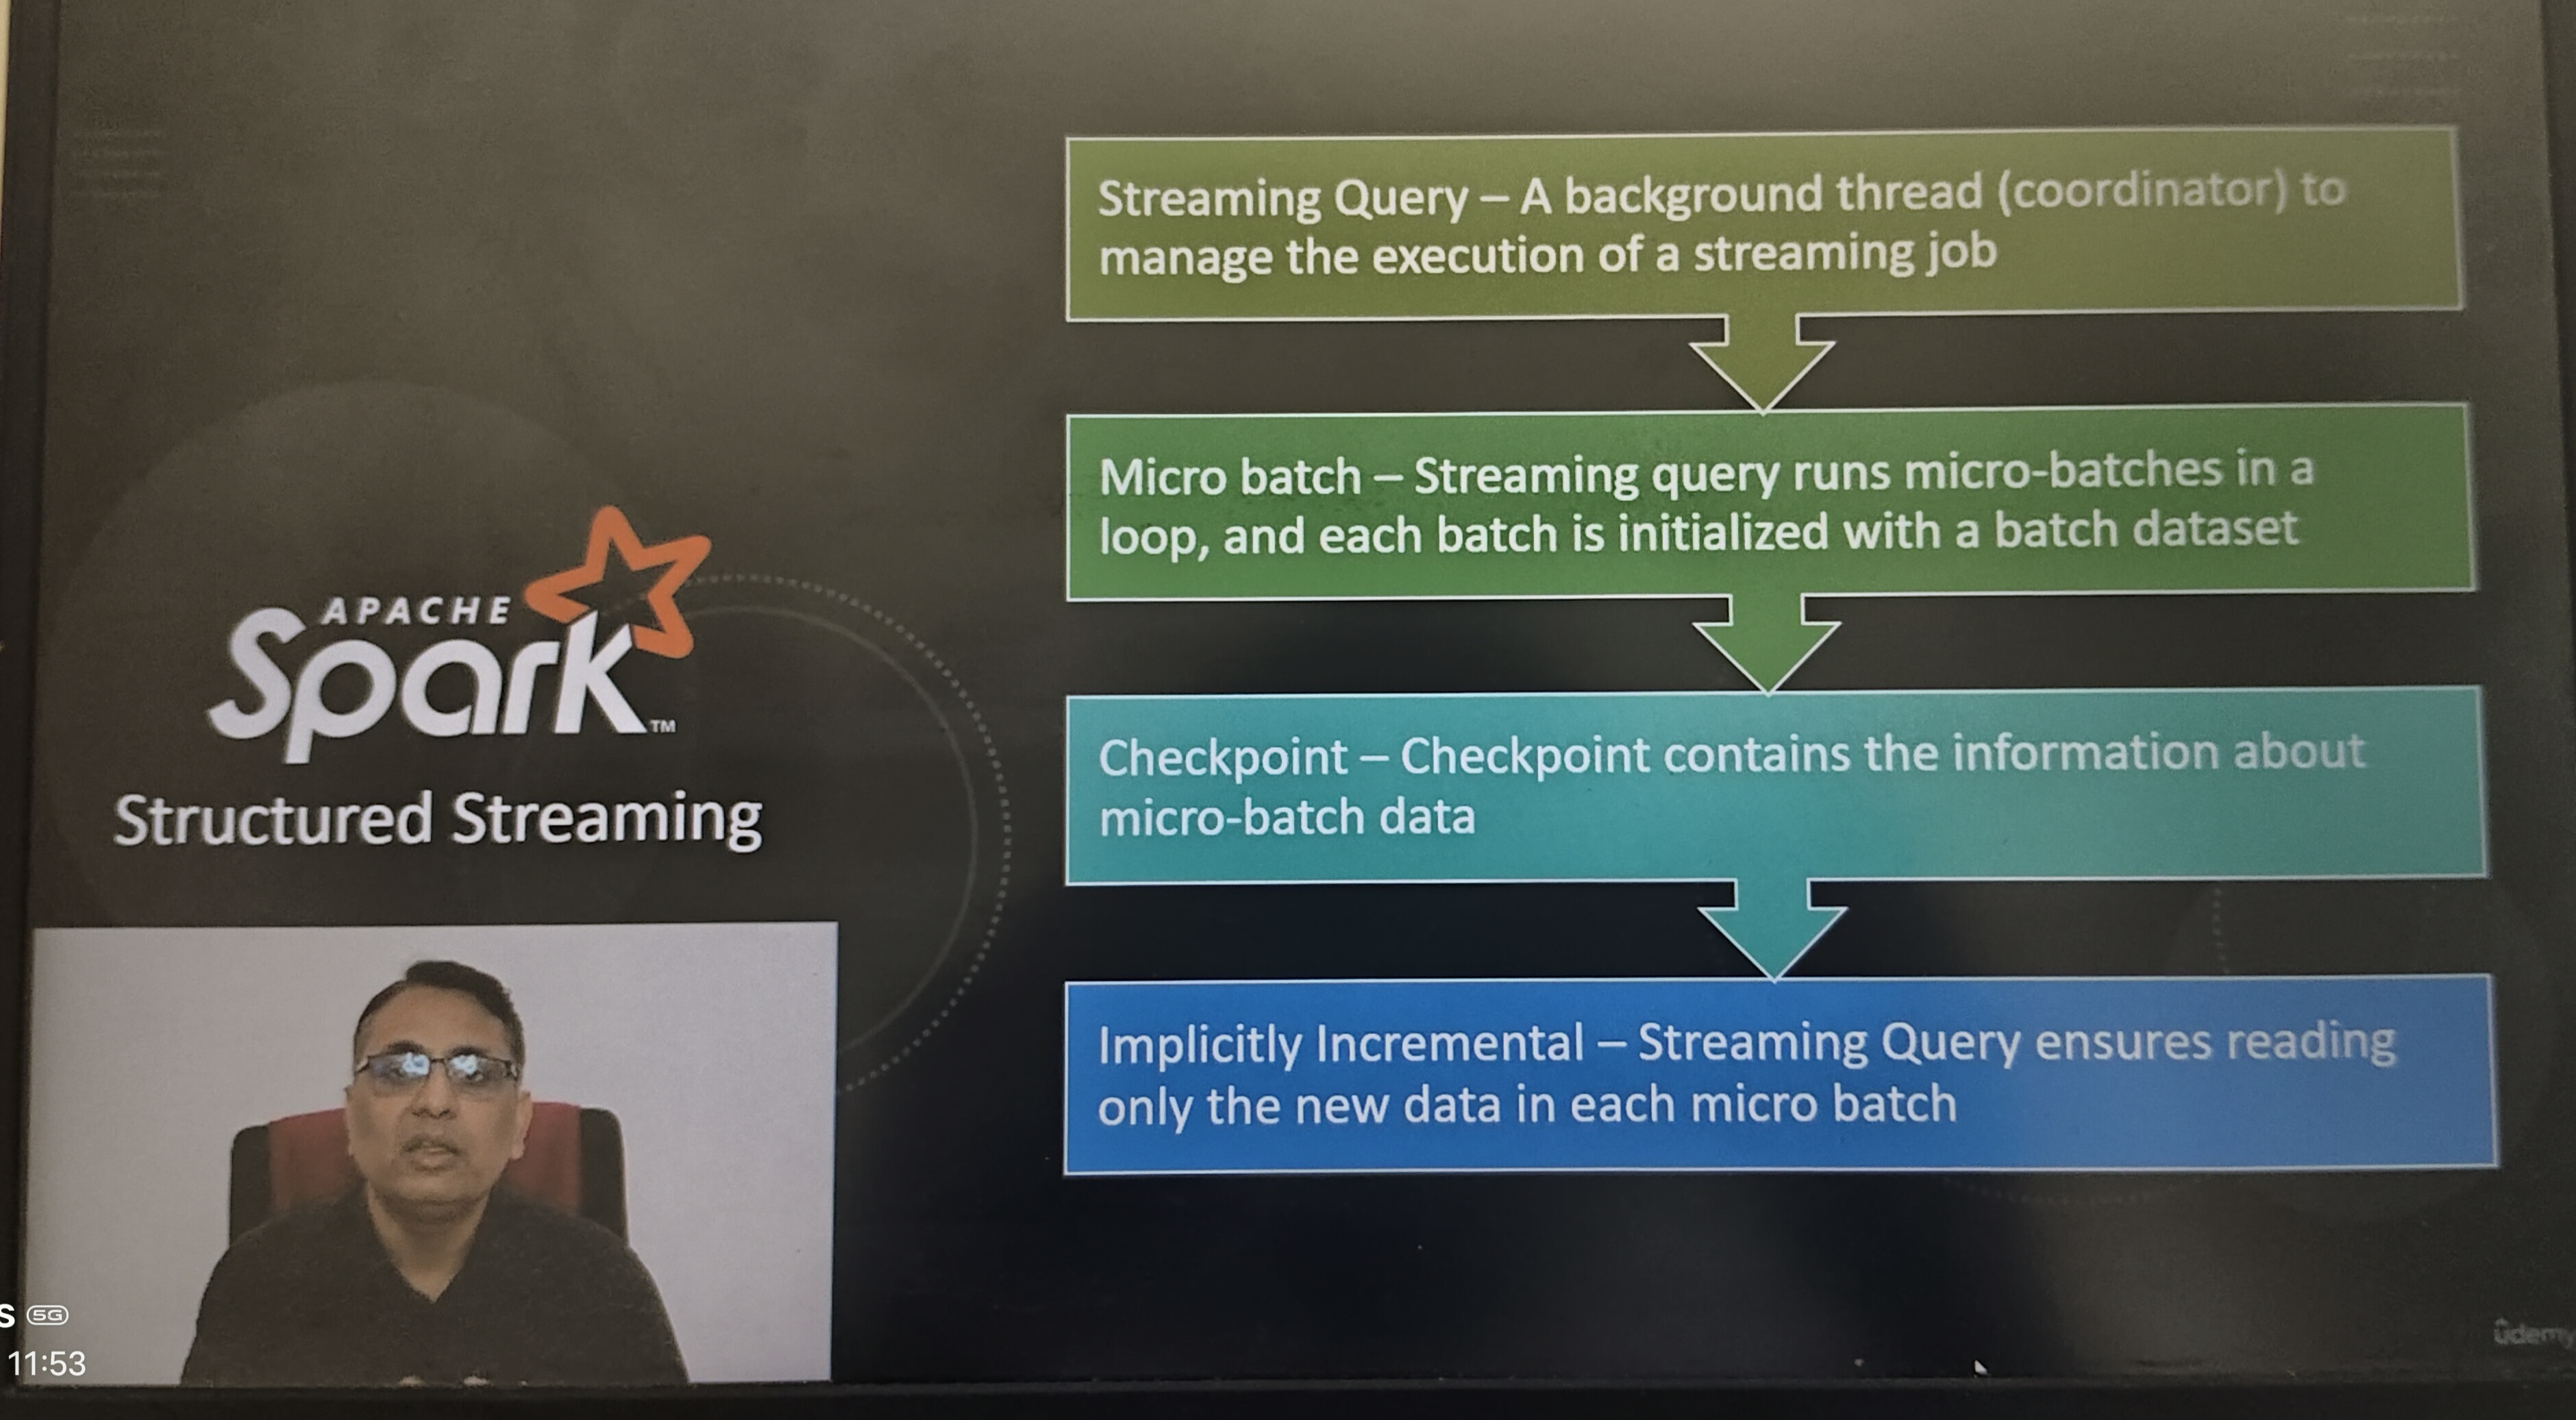 Streaming Query – A background thread (coordinator) to
manage the execution of a streaming job
Micro batch – Streaming query runs micro-batches in a
loop, and each batch is initialized with a batch dataset
Checkpoint – Checkpoint contains the information about
micro-batch data
Implicitly Incremental – Streaming Query ensures reading
only the new data in each micro batch
APACHE
Spark
TM
Structured Streaming
S 5G
11:53
udemy